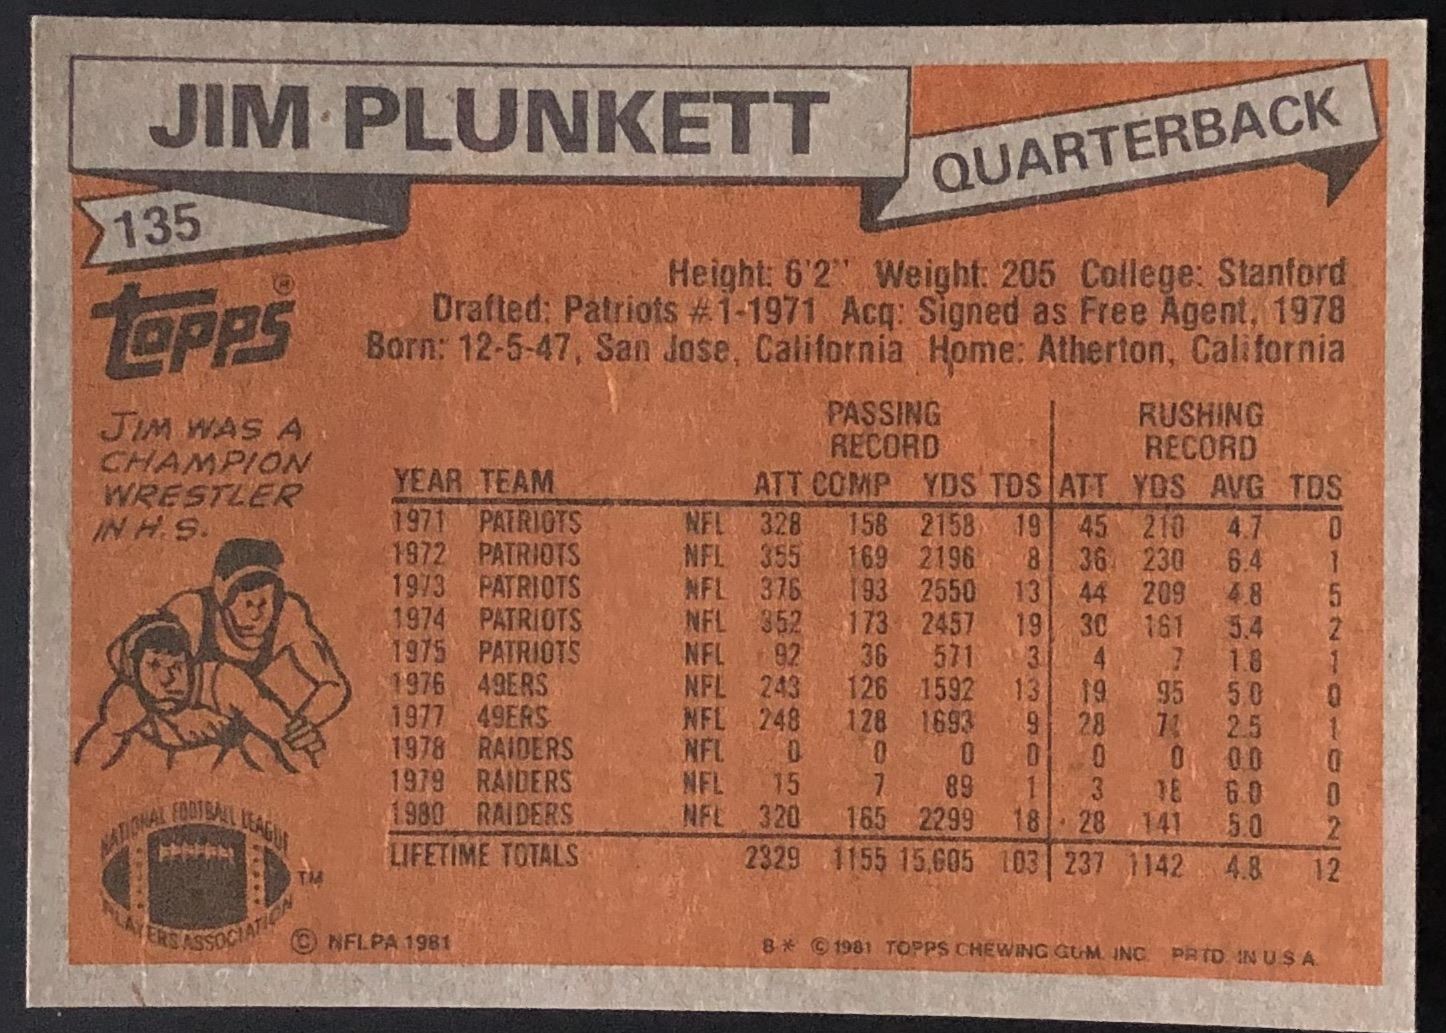 JIM PLUNKETT
QUARTERBACK
135
Topps®
Height: 6'2" Weight: 205 College: Stanford
Drafted: Patriots #1-1971 Acq: Signed as Free Agent, 1978
Born: 12-5-47, San Jose, California Home: Atherton, California
JIM WAS A
CHAMPION
WRESTLER
IN H.S.
PASSING RECORD RUSHING RECORD
YEAR TEAM ATT COMP YDS TDS ATT YDS AVG TDS
1971 PATRIOTS NFL 328 158 2158 19 45 210 4.7 0
1972 PATRIOTS NFL 355 169 2196 8 36 230 6.4 1
1973 PATRIOTS NFL 376 193 2550 13 44 209 4.8 5
1974 PATRIOTS NFL 352 173 2457 19 30 161 5.4 2
1975 PATRIOTS NFL 92 36 571 3 4 7 1.8 1
1976 49ERS NFL 243 126 1592 13 19 95 5.0 0
1977 49ERS NFL 248 128 1693 9 28 71 2.5 1
1978 RAIDERS NFL 0 0 0 0 0 0 0.0 0
1979 RAIDERS NFL 15 7 89 1 3 18 6.0 0
1980 RAIDERS NFL 320 165 2299 18 28 141 5.0 2
LIFETIME TOTALS 2329 1155 15,605 103 237 1142 4.8 12
NATIONAL FOOTBALL LEAGUE
PLAYERS ASSOCIATION
TM
© NFLPA 1981
B* © 1981 TOPPS CHEWING GUM, INC. PRTD. IN U.S.A.